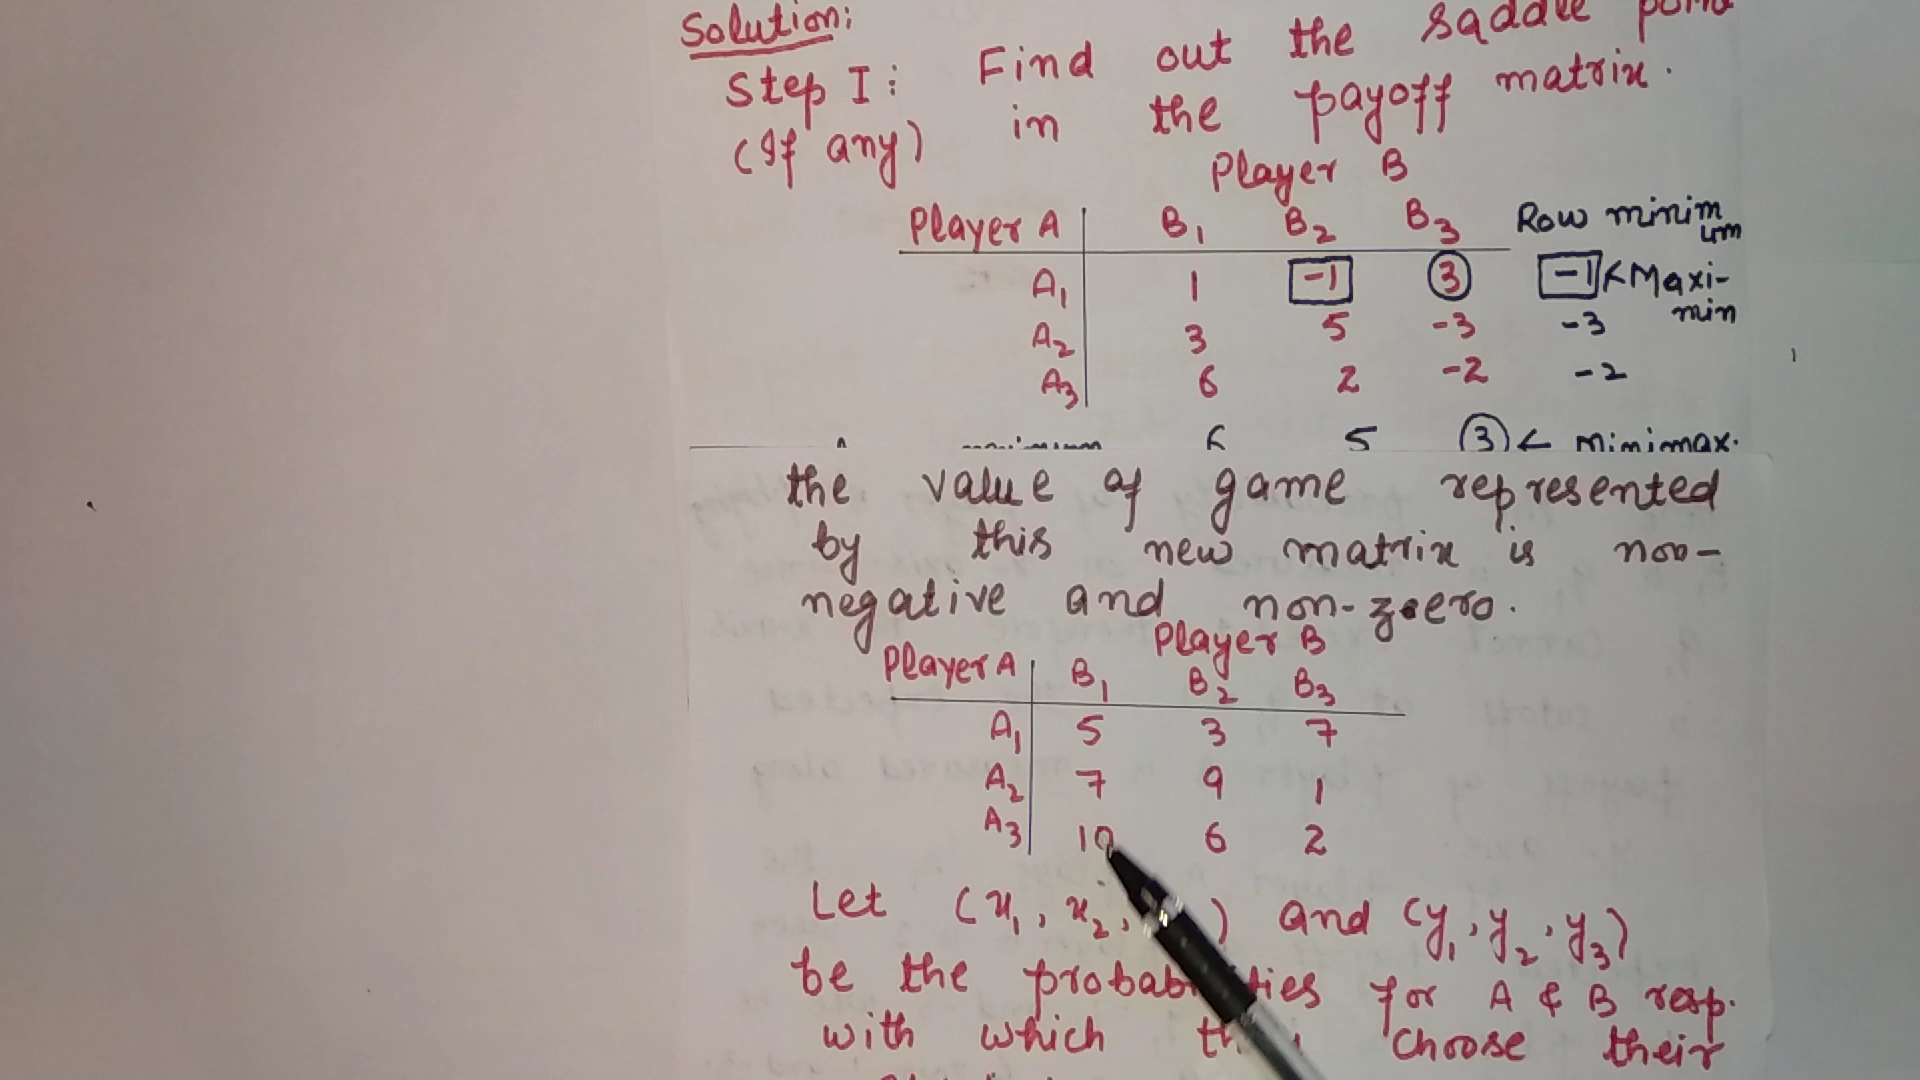 Solution:
Step I: Find out the saddle
(If any) in the payoff matrix.
Player B
Player A B1 B2 B3 Row minimum
A1 1 -1 3 -1 ← Maximin
A2 3 5 -3 -3
A3 6 2 -2 -2
6 5 3 ← Minimax.
the value of game represented
by this new matrix is non-
negative and non-zero.
Player B
Player A B1 B2 B3
A1 5 3 7
A2 7 9 1
A3 10 6 2
Let (x1, x2, ) and (y1, y2, y3)
be the probabilities for A & B resp.
with which choose their